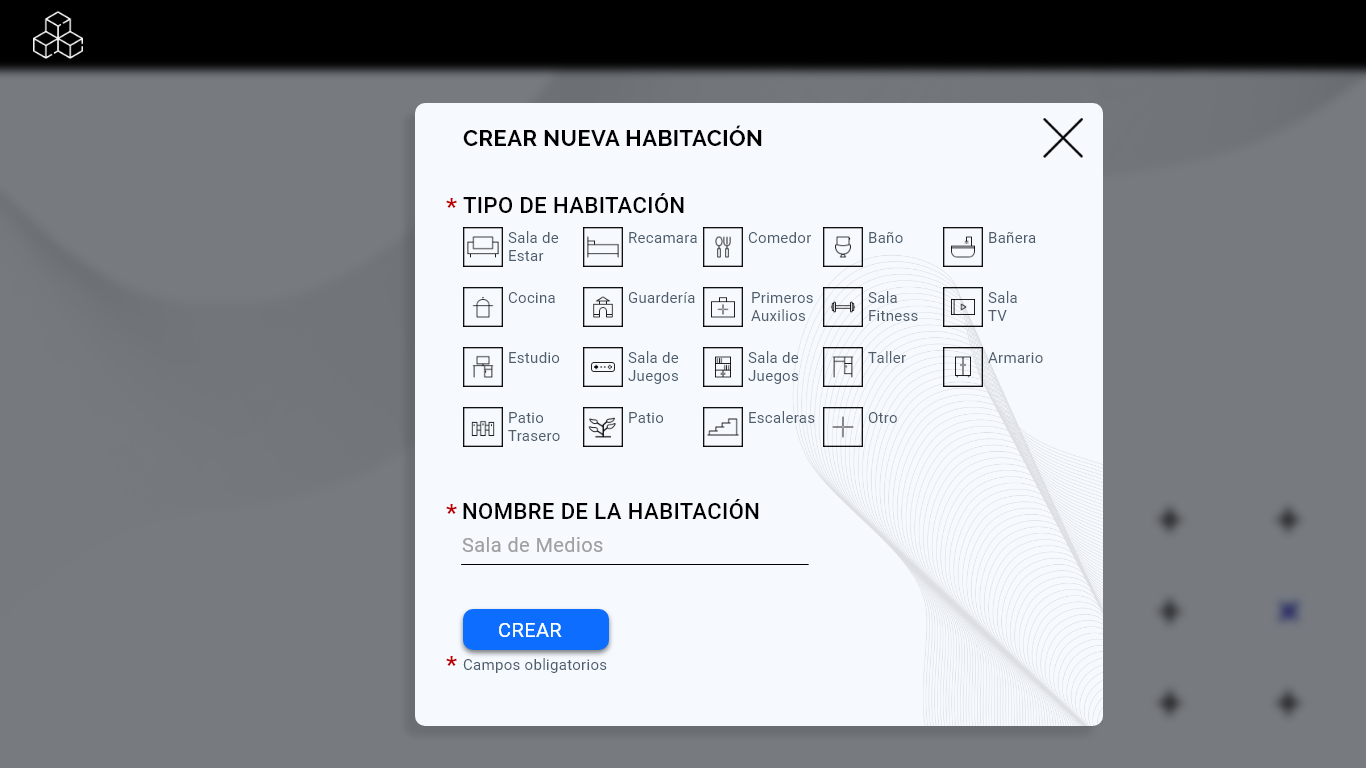 CREAR NUEVA HABITACIÓN
* TIPO DE HABITACIÓN
Sala de
Estar
Recamara
Comedor
Baño
Bañera
Cocina
Guardería
Primeros
Auxilios
Sala
Fitness
Sala
TV
Estudio
Sala de
Juegos
Sala de
Juegos
Taller
Armario
Patio
Trasero
Patio
Escaleras
Otro
* NOMBRE DE LA HABITACIÓN
Sala de Medios
CREAR
* Campos obligatorios